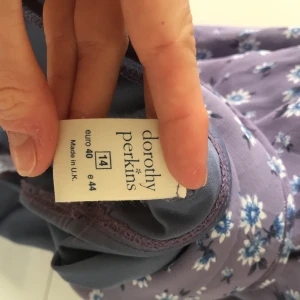 dorothy
perkins
14
euro 40 e 44
Made in U.K.